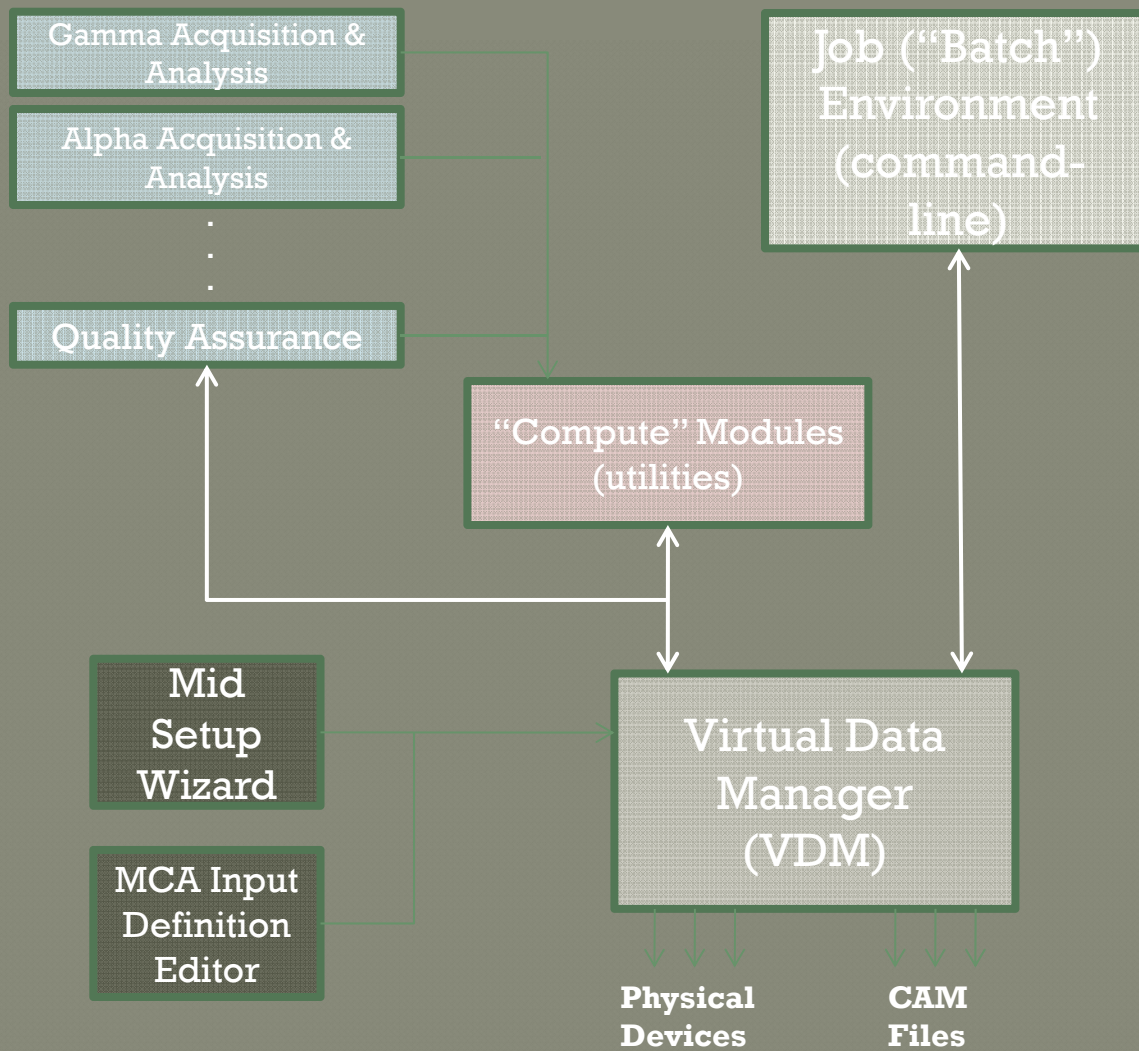 Gamma Acquisition &
Analysis
Alpha Acquisition &
Analysis
.
.
.
.
Quality Assurance
Job (“Batch”)
Environment
(command-
line)
“Compute” Modules
(utilities)
Mid
Setup
Wizard
MCA Input
Definition
Editor
Virtual Data
Manager
(VDM)
Physical
Devices
CAM
Files